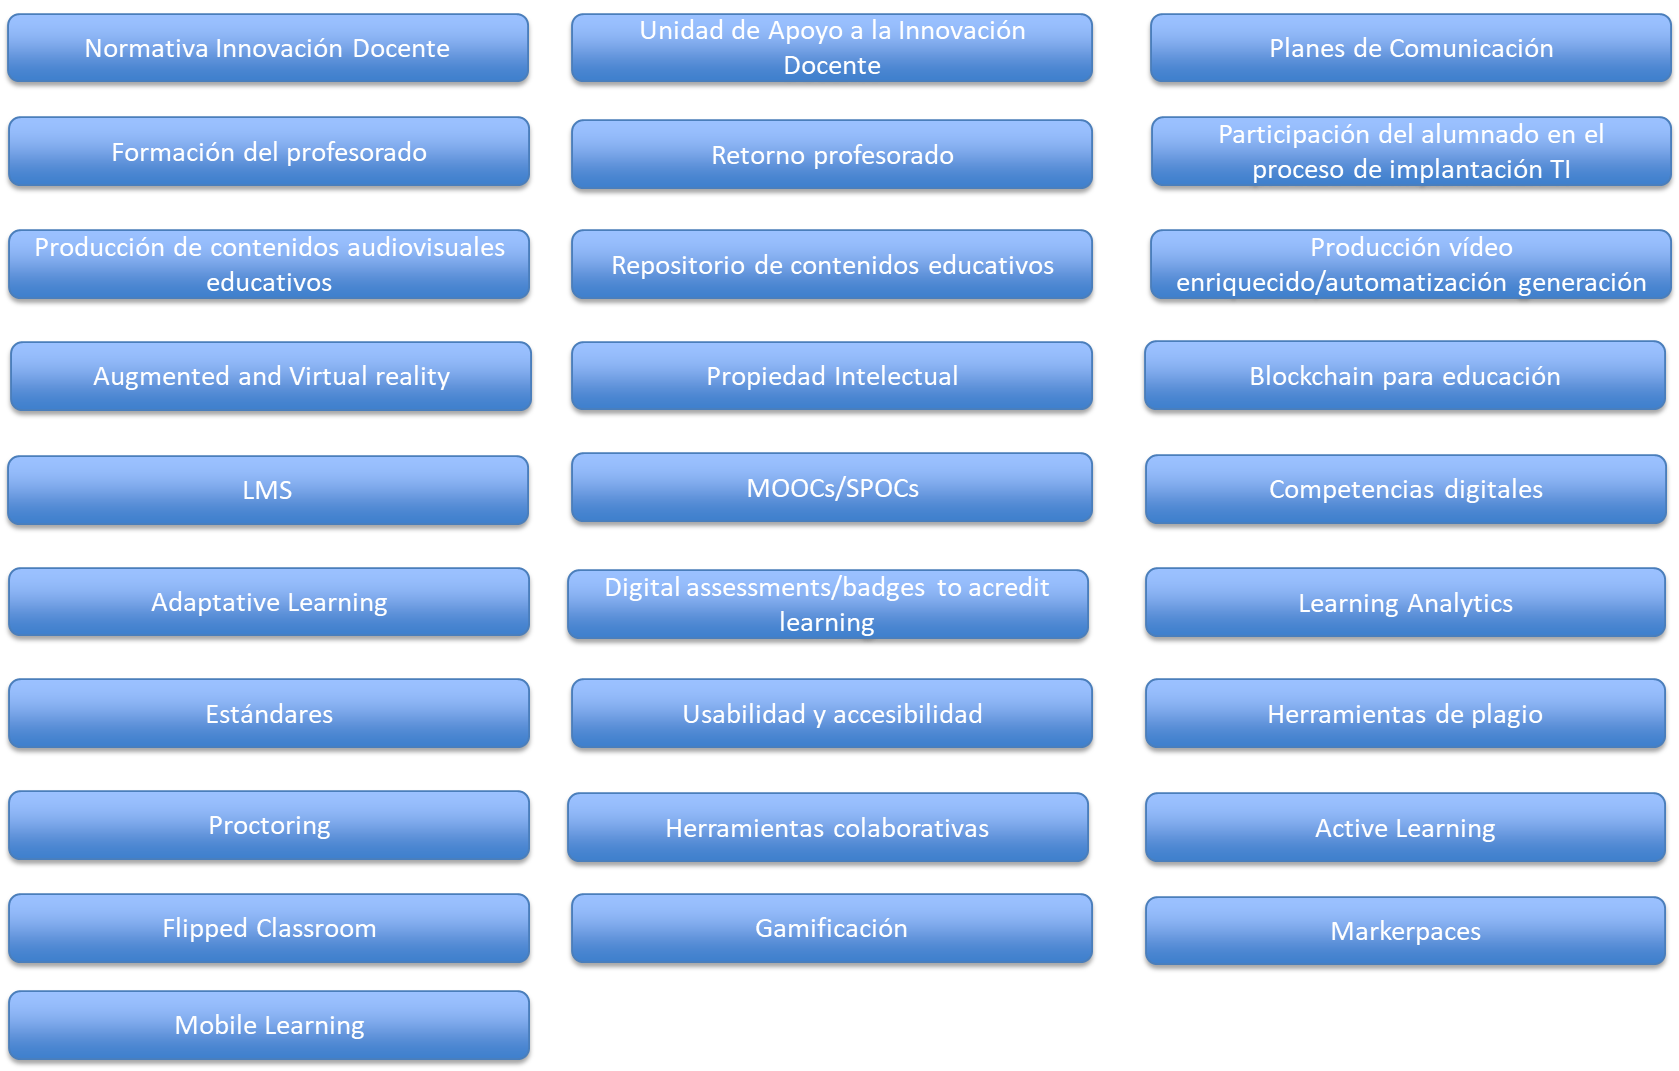 Normativa Innovación Docente
Unidad de Apoyo a la Innovación
Docente
Planes de Comunicación
Formación del profesorado
Retorno profesorado
Participación del alumnado en el
proceso de implantación TI
Producción de contenidos audiovisuales
educativos
Repositorio de contenidos educativos
Producción vídeo
enriquecido/automatización generación
Augmented and Virtual reality
Propiedad Intelectual
Blockchain para educación
LMS
MOOCs/SPOCs
Competencias digitales
Adaptative Learning
Digital assessments/badges to acredit
learning
Learning Analytics
Estándares
Usabilidad y accesibilidad
Herramientas de plagio
Proctoring
Herramientas colaborativas
Active Learning
Flipped Classroom
Gamificación
Markerpaces
Mobile Learning